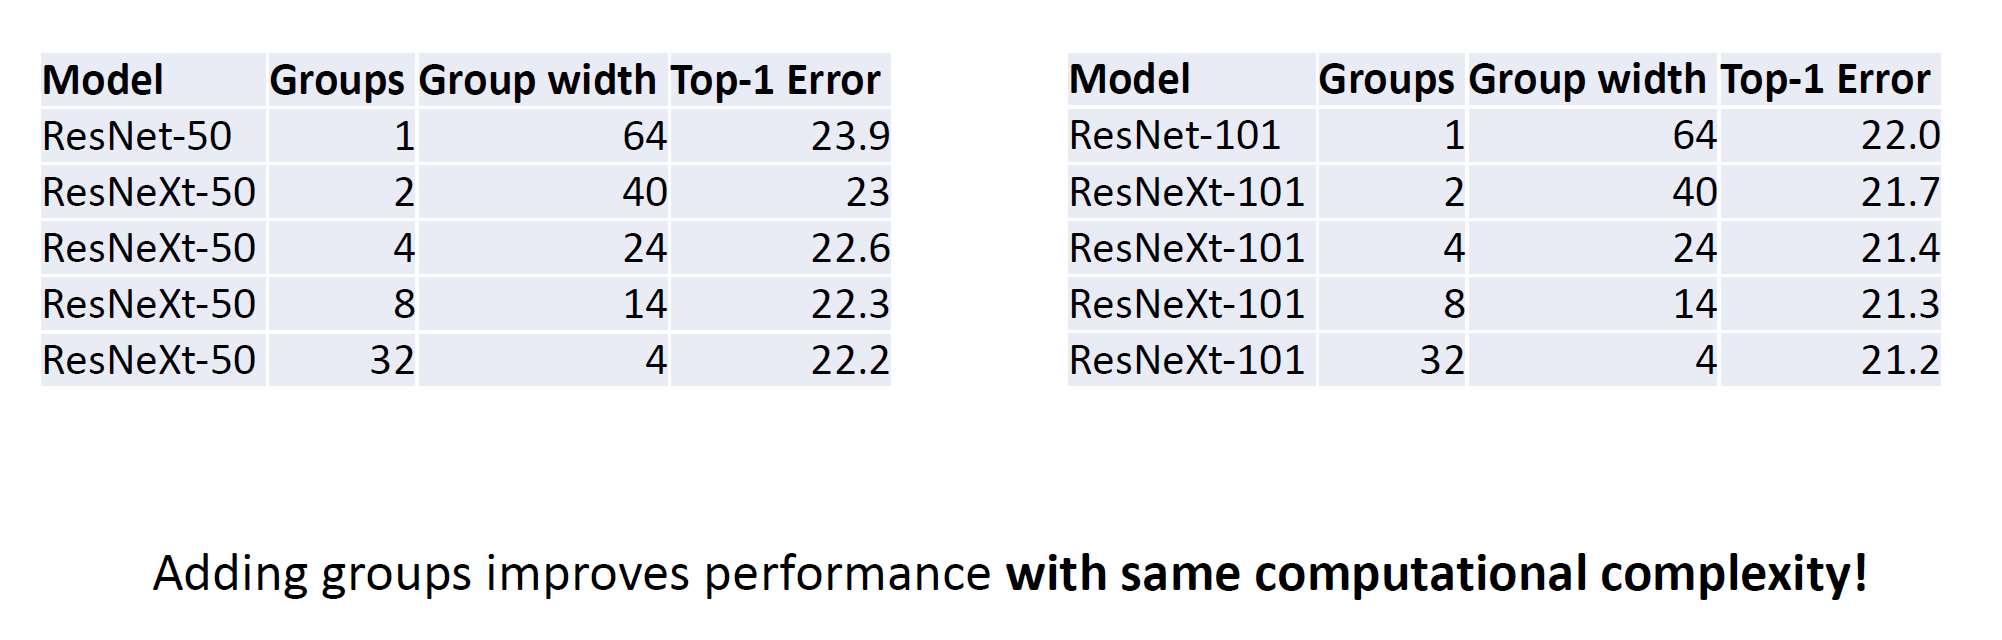 Model Groups Group width Top-1 Error
ResNet-50 1 64 23.9
ResNeXt-50 2 40 23
ResNeXt-50 4 24 22.6
ResNeXt-50 8 14 22.3
ResNeXt-50 32 4 22.2
Model Groups Group width Top-1 Error
ResNet-101 1 64 22.0
ResNeXt-101 2 40 21.7
ResNeXt-101 4 24 21.4
ResNeXt-101 8 14 21.3
ResNeXt-101 32 4 21.2
Adding groups improves performance with same computational complexity!